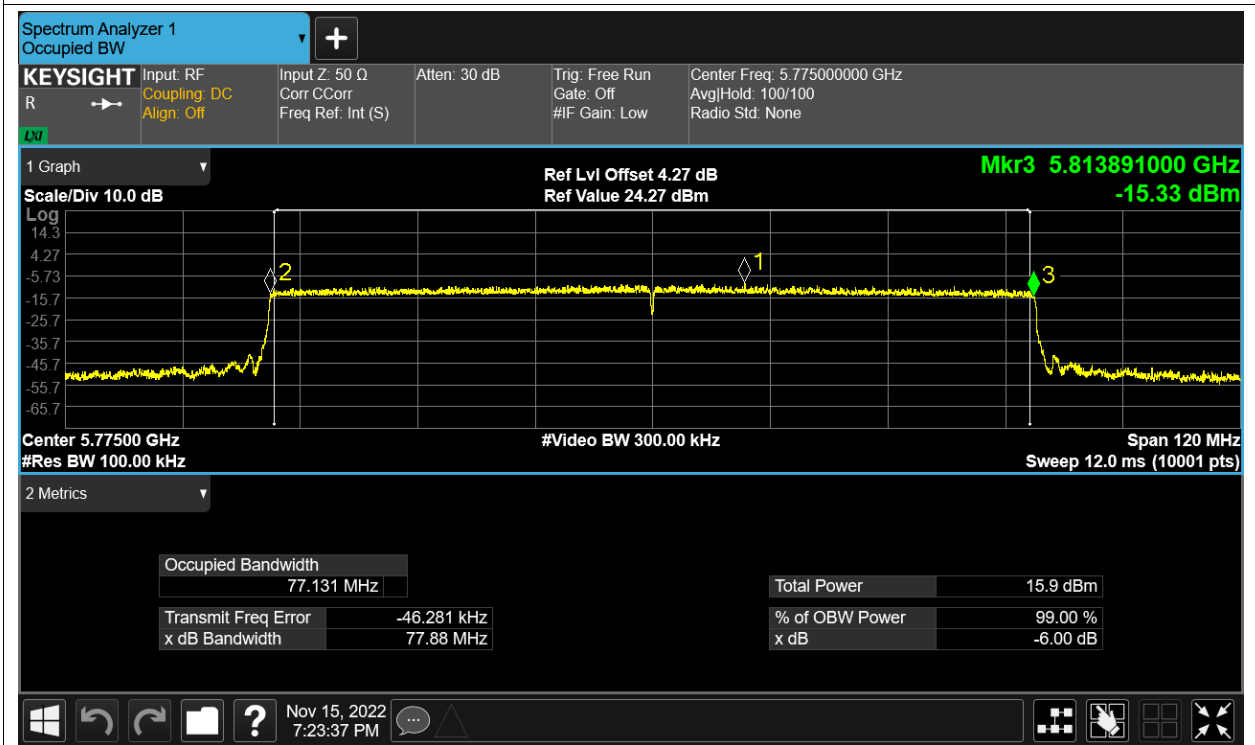 Spectrum Analyzer 1
Occupied BW
KEYSIGHT
R
LXI
Input: RF
Coupling: DC
Align: Off
Input Z: 50 Ω
Corr CCorr
Freq Ref: Int (S)
Atten: 30 dB
Trig: Free Run
Gate: Off
#IF Gain: Low
Center Freq: 5.775000000 GHz
Avg|Hold: 100/100
Radio Std: None
1 Graph
Scale/Div 10.0 dB
Ref Lvl Offset 4.27 dB
Ref Value 24.27 dBm
Mkr3 5.813891000 GHz
-15.33 dBm
Log
14.3
4.27
-5.73
-15.7
-25.7
-35.7
-45.7
-55.7
-65.7
2
1
3
Center 5.77500 GHz
#Res BW 100.00 kHz
#Video BW 300.00 kHz
Span 120 MHz
Sweep 12.0 ms (10001 pts)
2 Metrics
Occupied Bandwidth
77.131 MHz
Transmit Freq Error -46.281 kHz
x dB Bandwidth 77.88 MHz
Total Power 15.9 dBm
% of OBW Power 99.00 %
x dB -6.00 dB
?
Nov 15, 2022
7:23:37 PM